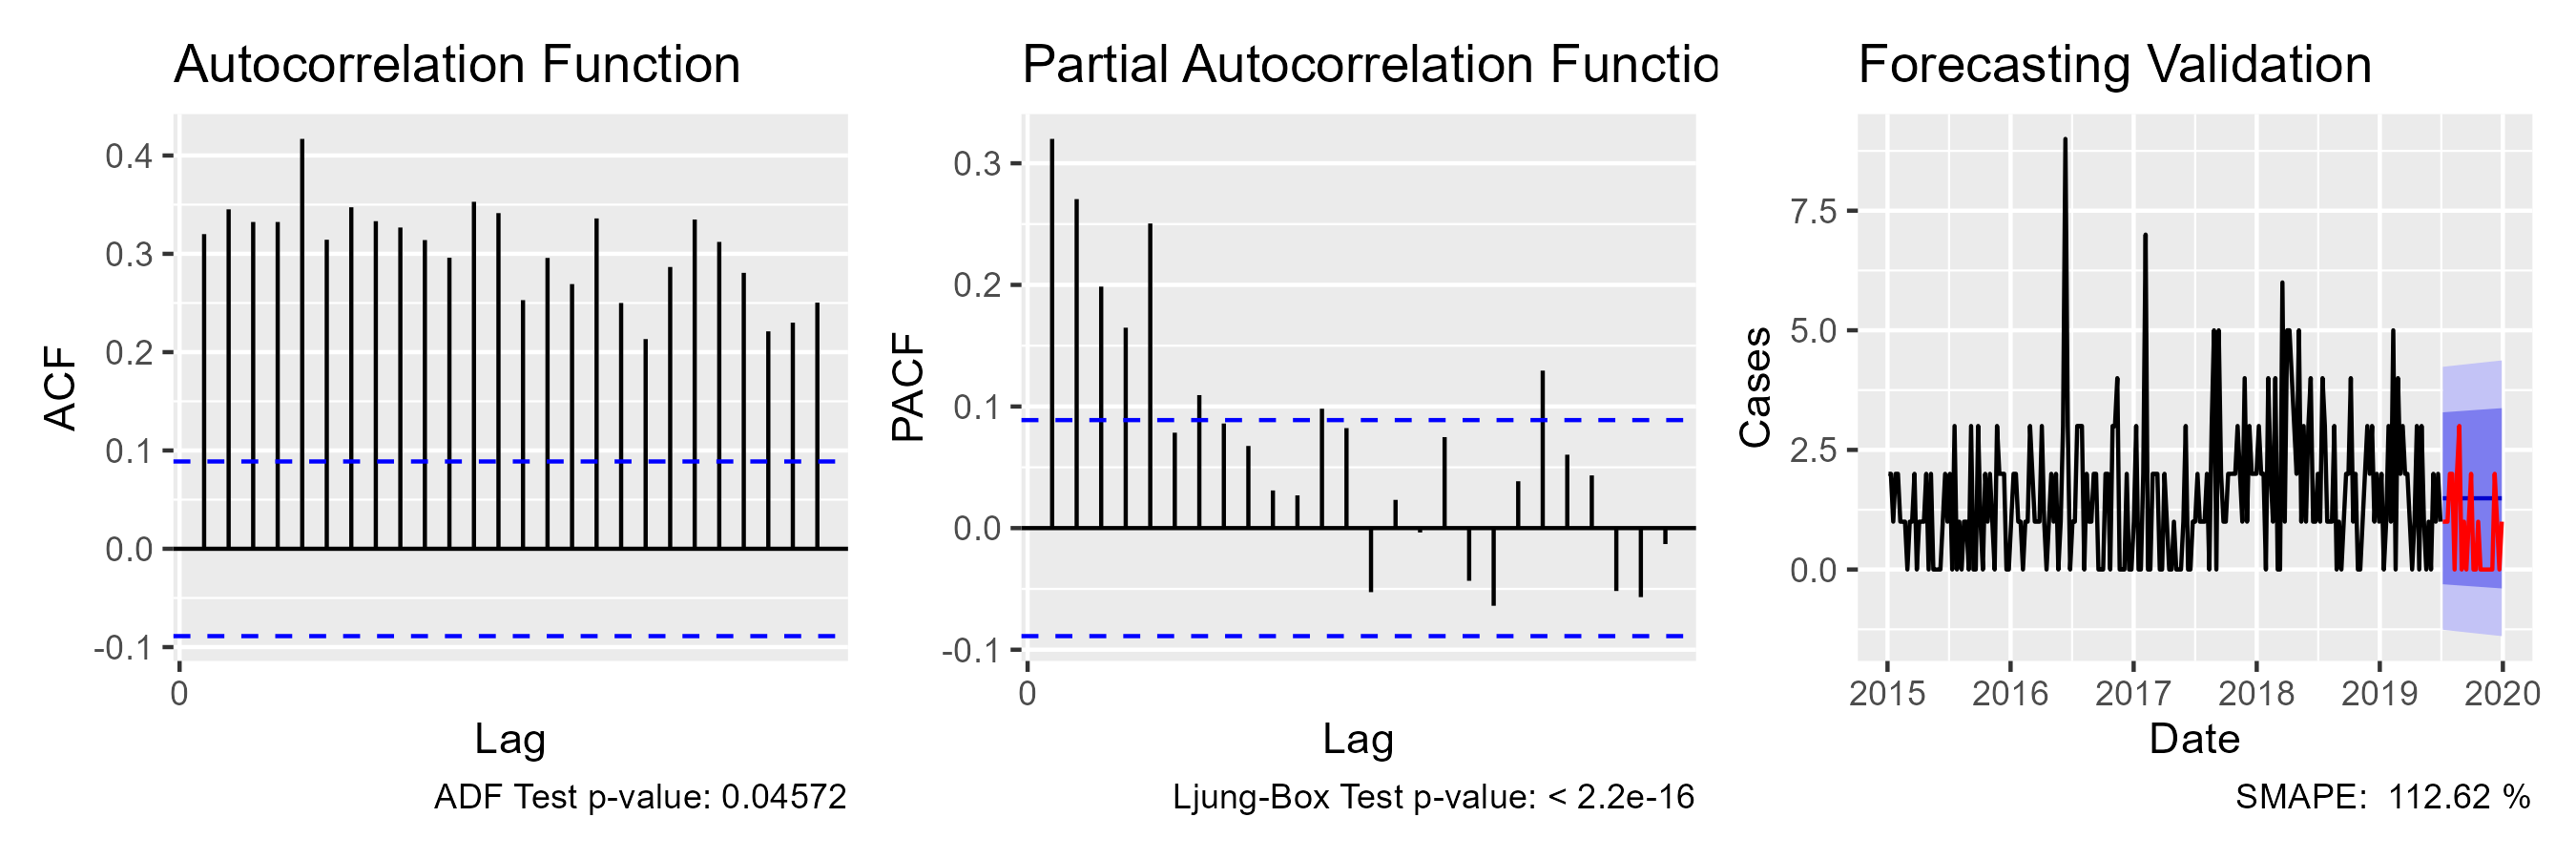 Autocorrelation Function
0.4
0.3
0.2
0.1
0.0
-0.1
ACF
0
Lag
ADF Test p-value: 0.04572
Partial Autocorrelation Functio
0.3
0.2
0.1
0.0
-0.1
PACF
0
Lag
Ljung-Box Test p-value: < 2.2e-16
Forecasting Validation
7.5
5.0
2.5
0.0
Cases
2015 2016 2017 2018 2019 2020
Date
SMAPE: 112.62 %